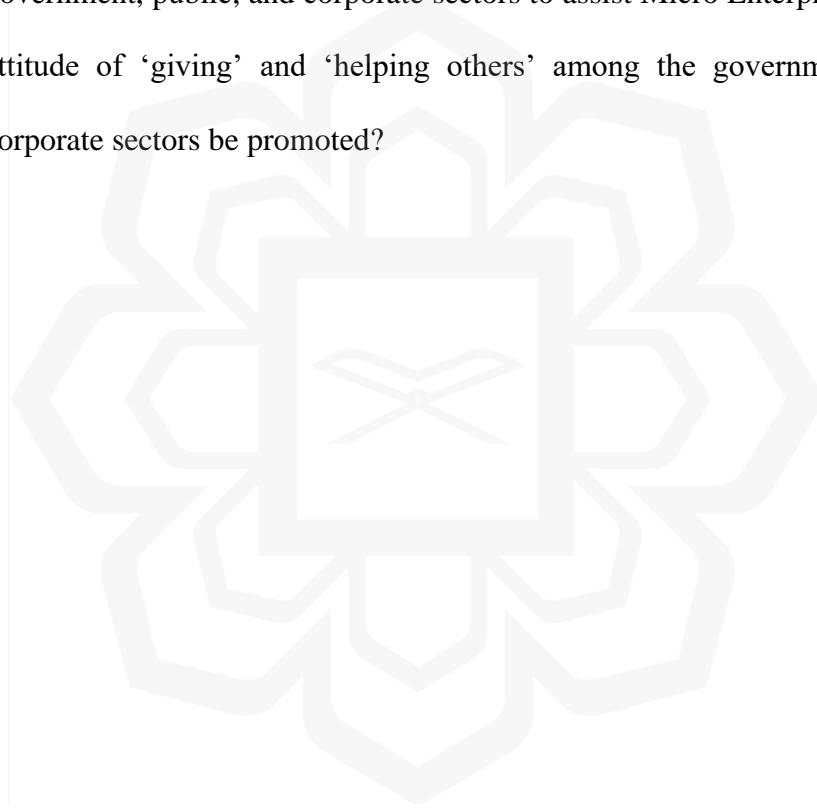 overnment, public, and corporate sectors to assist Micro Enterpr
ttitude of ‘giving’ and ‘helping others’ among the governm
orporate sectors be promoted?